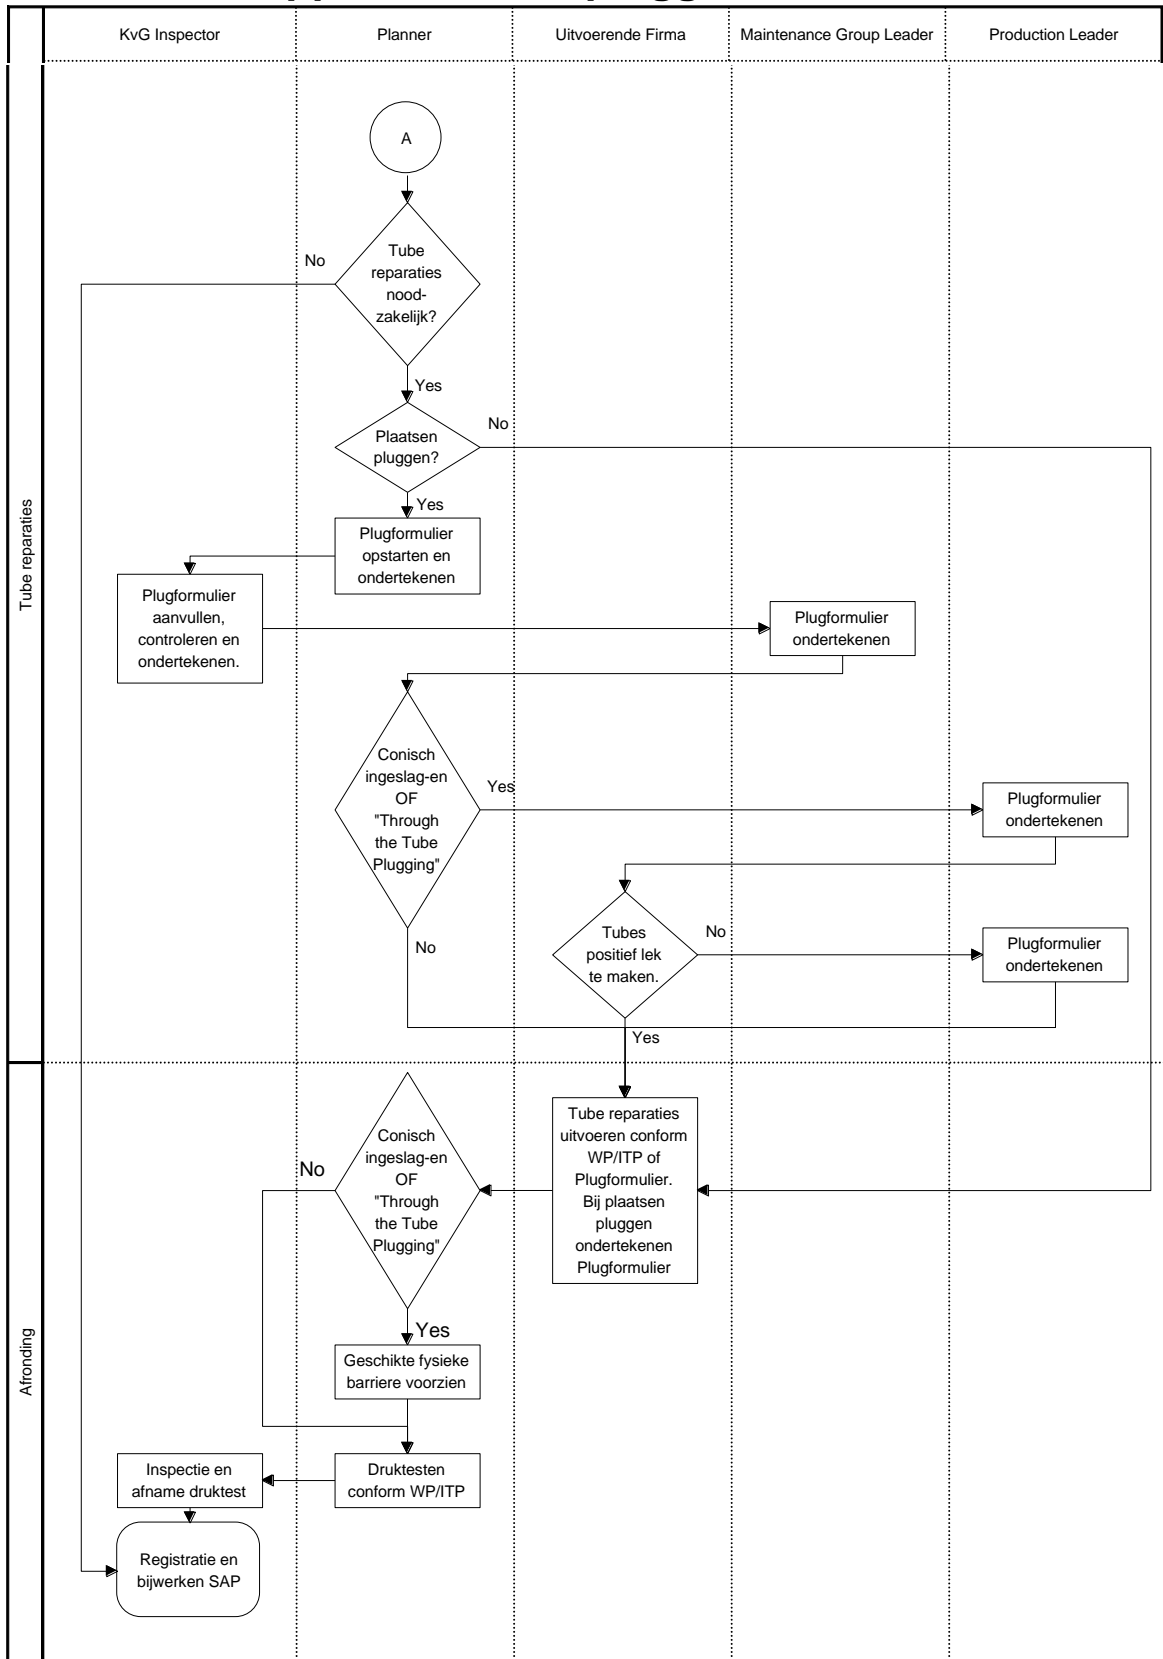 KvG Inspector
Planner
Uitvoerende Firma
Maintenance Group Leader
Production Leader
Tube reparaties
A
Tube
reparaties
nood-
zakelijk?
No
Yes
Plaatsen
pluggen?
No
Yes
Plugformulier
opstarten en
ondertekenen
Plugformulier
aanvullen,
controleren en
ondertekenen.
Plugformulier
ondertekenen
Conisch
ingeslag-en
OF
"Through
the Tube
Plugging"
Yes
No
Plugformulier
ondertekenen
Tubes
positief lek
te maken.
No
Yes
Plugformulier
ondertekenen
Afronding
Tube reparaties
uitvoeren conform
WP/ITP of
Plugformulier.
Bij plaatsen
pluggen
ondertekenen
Plugformulier
Conisch
ingeslag-en
OF
"Through
the Tube
Plugging"
No
Yes
Geschikte fysieke
barriere voorzien
Druktesten
conform WP/ITP
Inspectie en
afname druktest
Registratie en
bijwerken SAP